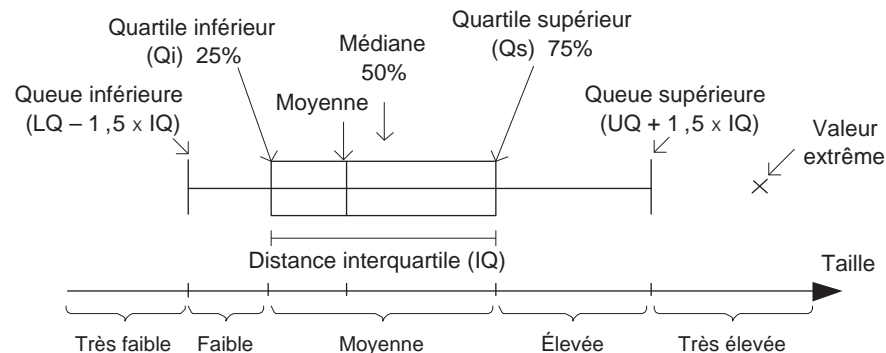 Quartile inférieur
(Qi) 25%
Médiane
50%
Quartile supérieur
(Qs) 75%
Queue inférieure
(LQ – 1 ,5 x IQ)
Moyenne
Queue supérieure
(UQ + 1 ,5 x IQ)
Valeur
extrême
Distance interquartile (IQ)
Taille
Très faible
Faible
Moyenne
Élevée
Très élevée